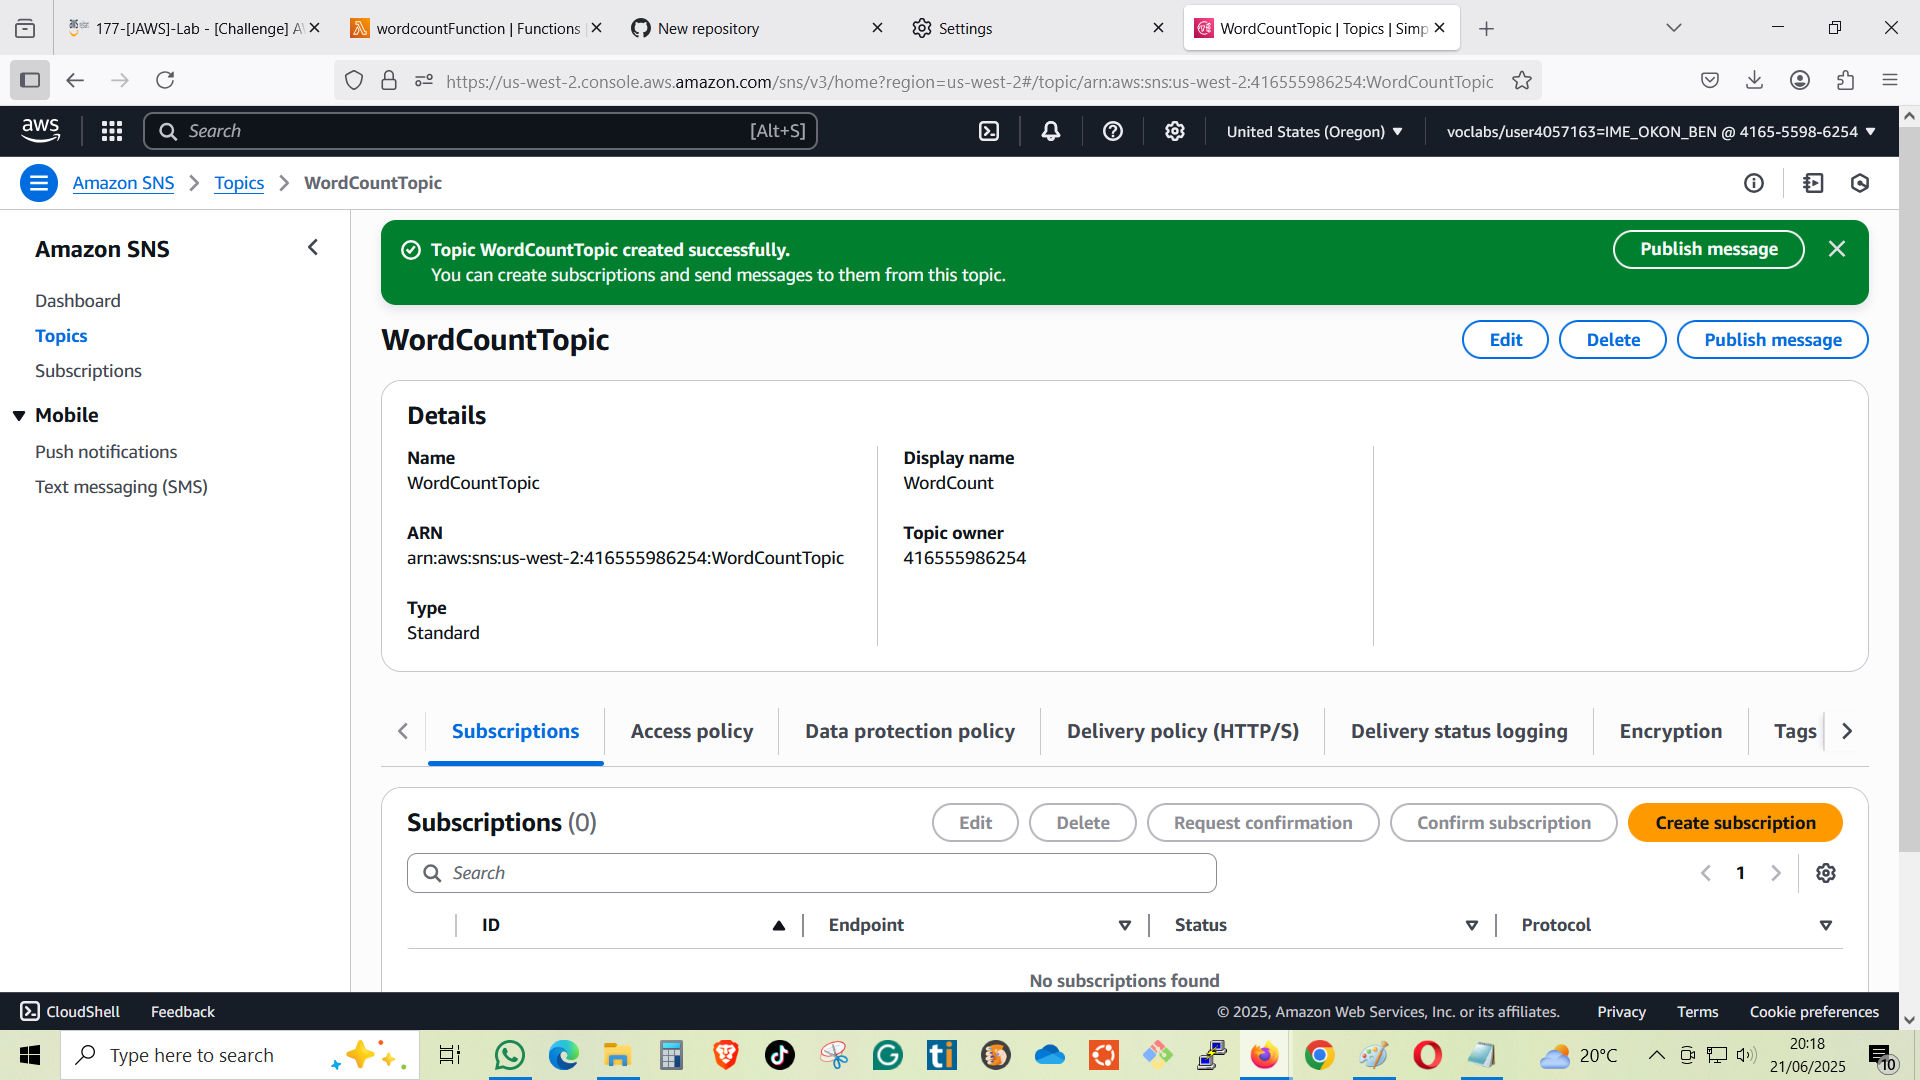 177-[JAWS]-Lab - [Challenge] A
wordcountFunction | Functions
New repository
Settings
WordCountTopic | Topics | Simp
https://us-west-2.console.aws.amazon.com/sns/v3/home?region=us-west-2#/topic/arn:aws:sns:us-west-2:416555986254:WordCountTopic
aws
Search
[Alt+S]
United States (Oregon)
voclabs/user4057163=IME_OKON_BEN @ 4165-5598-6254
Amazon SNS
Topics
WordCountTopic
Amazon SNS
Dashboard
Topics
Subscriptions
Mobile
Push notifications
Text messaging (SMS)
Topic WordCountTopic created successfully.
You can create subscriptions and send messages to them from this topic.
Publish message
WordCountTopic
Edit
Delete
Publish message
Details
Name
WordCountTopic
ARN
arn:aws:sns:us-west-2:416555986254:WordCountTopic
Type
Standard
Display name
WordCount
Topic owner
416555986254
Subscriptions
Access policy
Data protection policy
Delivery policy (HTTP/S)
Delivery status logging
Encryption
Tags
Subscriptions (0)
Edit
Delete
Request confirmation
Confirm subscription
Create subscription
Search
1
ID
Endpoint
Status
Protocol
No subscriptions found
CloudShell
Feedback
© 2025, Amazon Web Services, Inc. or its affiliates.
Privacy
Terms
Cookie preferences
Type here to search
20°C
20:18
21/06/2025
10